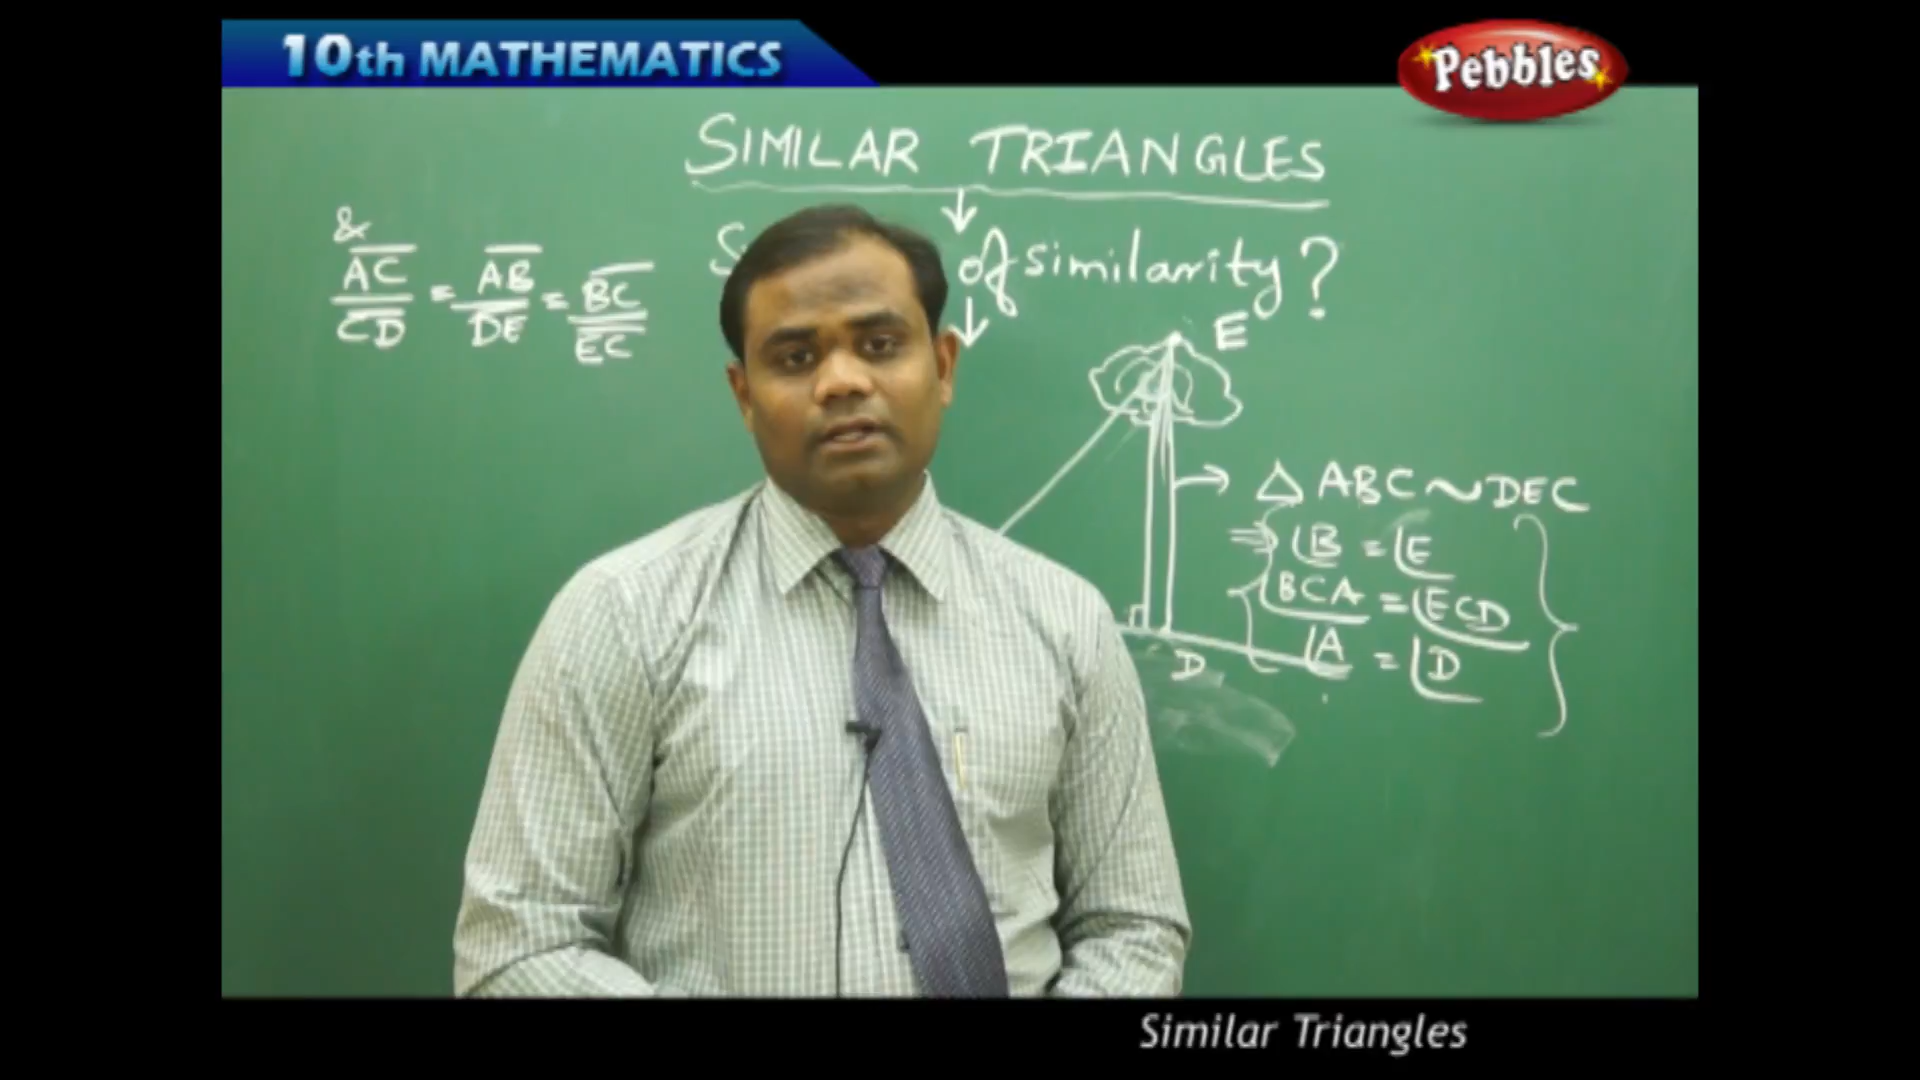 10th MATHEMATICS
Pebbles
SIMILAR TRIANGLES
of similarity?
&
AC/CD = AB/DE = BC/EC
E
△ ABC ~ DEC
⇒ ∠B = ∠E
∠BCA = ∠ECD
∠A = ∠D
D
Similar Triangles